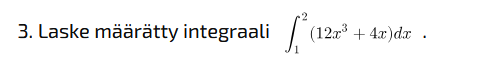 3. Laske määrätty integraali ∫₁² (12x³ + 4x)dx .